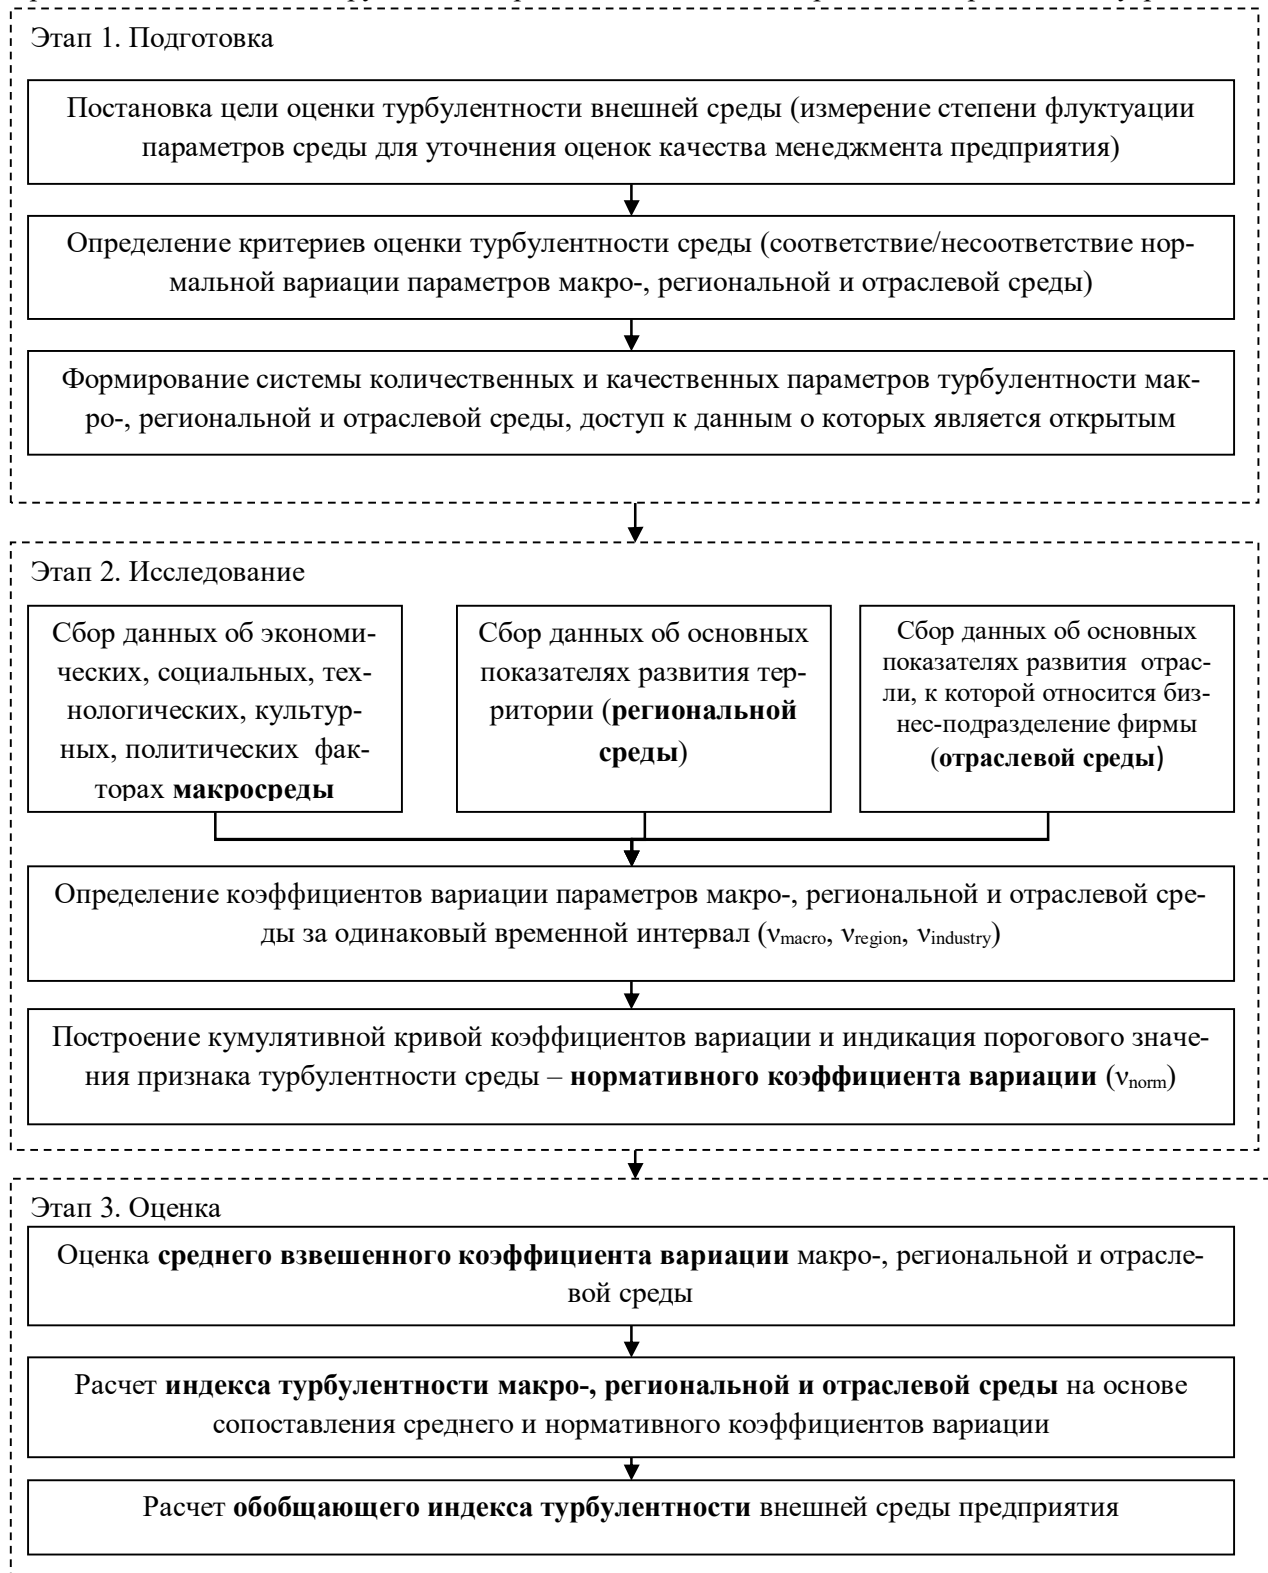 Этап 1. Подготовка
Постановка цели оценки турбулентности внешней среды (измерение степени флуктуации
параметров среды для уточнения оценок качества менеджмента предприятия)
Определение критериев оценки турбулентности среды (соответствие/несоответствие нор-
мальной вариации параметров макро-, региональной и отраслевой среды)
Формирование системы количественных и качественных параметров турбулентности мак-
ро-, региональной и отраслевой среды, доступ к данным о которых является открытым
Этап 2. Исследование
Сбор данных об экономи-
ческих, социальных, тех-
нологических, культур-
ных, политических фак-
торах макросреды
Сбор данных об основных
показателях развития тер-
ритории (региональной
среды)
Сбор данных об основных
показателях развития отрас-
ли, к которой относится биз-
нес-подразделение фирмы
(отраслевой среды)
Определение коэффициентов вариации параметров макро-, региональной и отраслевой сре-
ды за одинаковый временной интервал (νmacro, νregion, νindustry)
Построение кумулятивной кривой коэффициентов вариации и индикация порогового значе-
ния признака турбулентности среды – нормативного коэффициента вариации (νnorm)
Этап 3. Оценка
Оценка среднего взвешенного коэффициента вариации макро-, региональной и отрасле-
вой среды
Расчет индекса турбулентности макро-, региональной и отраслевой среды на основе
сопоставления среднего и нормативного коэффициентов вариации
Расчет обобщающего индекса турбулентности внешней среды предприятия